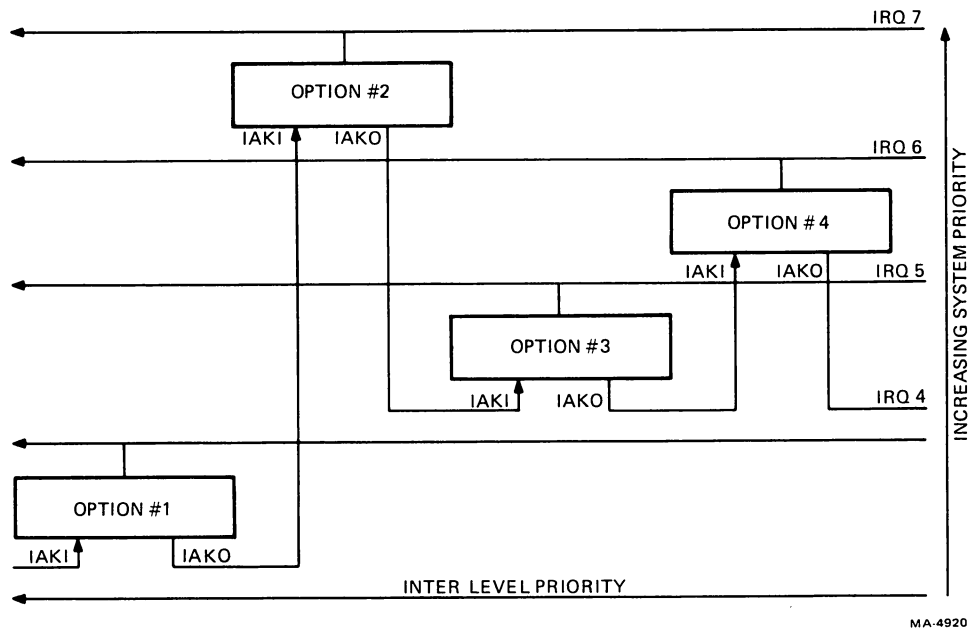 IRQ 7
OPTION #2
IAKI IAKO
IRQ 6
OPTION #4
IAKI IAKO
IRQ 5
OPTION #3
IAKI IAKO
IRQ 4
OPTION #1
IAKI IAKO
INTER LEVEL PRIORITY
INCREASING SYSTEM PRIORITY
MA-4920